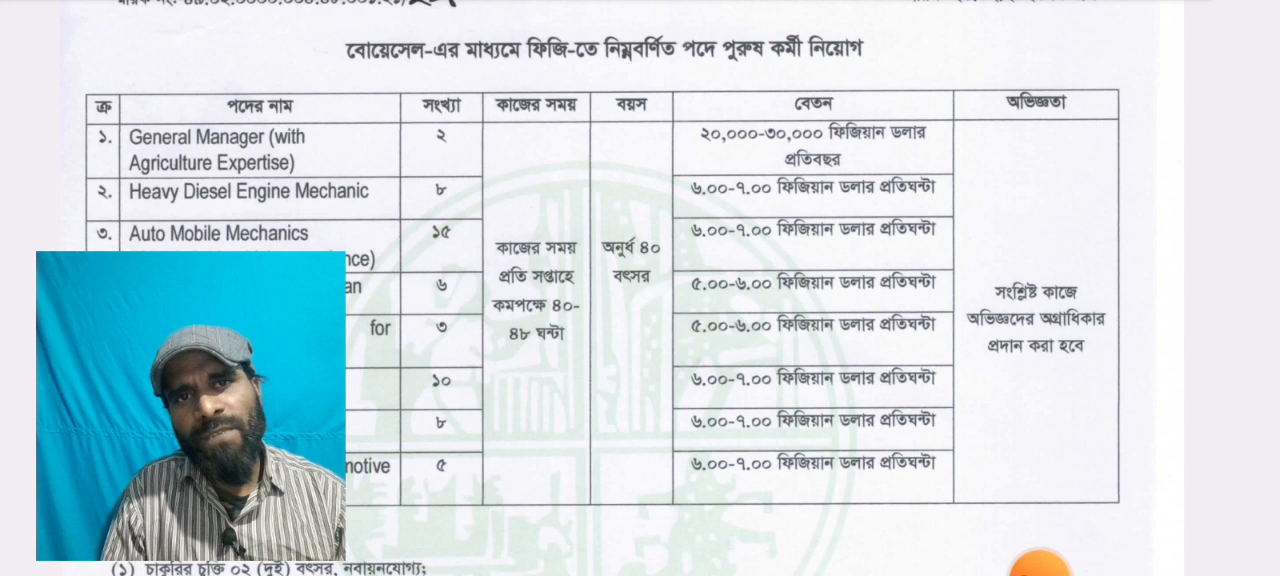 বোয়েসেল-এর মাধ্যমে ফিজি-তে নিম্নবর্ণিত পদে পুরুষ কর্মী নিয়োগ
ক্র পদের নাম সংখ্যা কাজের সময় বয়স বেতন অভিজ্ঞতা
১. General Manager (with ২ ২০,০০০-৩০,০০০ ফিজিয়ান ডলার
Agriculture Expertise) প্রতিবছর
২. Heavy Diesel Engine Mechanic ৮ ৬.০০-৭.০০ ফিজিয়ান ডলার প্রতিঘন্টা
৩. Auto Mobile Mechanics ১৫ ৬.০০-৭.০০ ফিজিয়ান ডলার প্রতিঘন্টা
nce)
an ৬ ৫.০০-৬.০০ ফিজিয়ান ডলার প্রতিঘন্টা
for ৩ ৫.০০-৬.০০ ফিজিয়ান ডলার প্রতিঘন্টা
১০ ৬.০০-৭.০০ ফিজিয়ান ডলার প্রতিঘন্টা
৮ ৬.০০-৭.০০ ফিজিয়ান ডলার প্রতিঘন্টা
notive ৫ ৬.০০-৭.০০ ফিজিয়ান ডলার প্রতিঘন্টা
কাজের সময়
প্রতি সপ্তাহে
কমপক্ষে ৪০-
৪৮ ঘন্টা
অনুর্ধ ৪০
বৎসর
সংশ্লিষ্ট কাজে
অভিজ্ঞদের অগ্রাধিকার
প্রদান করা হবে
(১) চাকুরির চুক্তি ০২ (দুই) বৎসর, নবায়নযোগ্য;